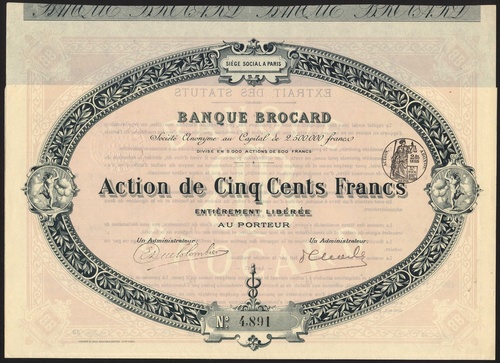 BANQUE BROCARD
SIÈGE SOCIAL A PARIS
EXTRAIT DES STATUTS
BANQUE BROCARD
Société Anonyme au Capital de 2.500.000 francs
DIVISÉ EN 5.000 ACTIONS DE 500 FRANCS
Action de Cinq Cents Francs
ENTIÈREMENT LIBÉRÉE
AU PORTEUR
Un Administrateur: Un Administrateur:
No 4,891